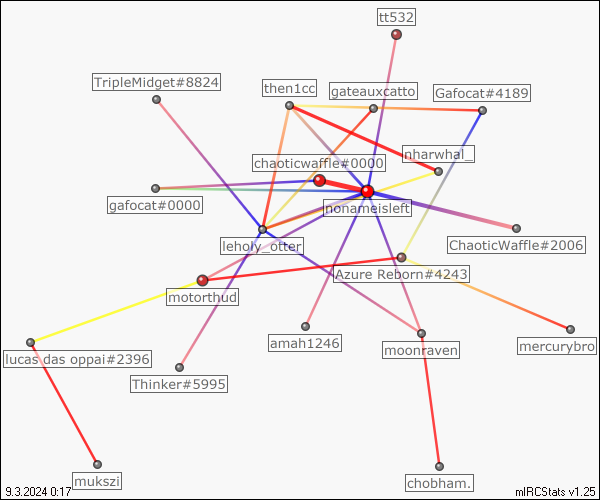 tt532
TripleMidget#8824
then1cc
gateauxcatto
Gafocat#4189
nharwhal_
chaoticwaffle#0000
gafocat#0000
nonameisleft
leholy_otter
ChaoticWaffle#2006
Azure Reborn#4243
motorthud
amah1246
moonraven
mercurybro
lucas das oppai#2396
Thinker#5995
mukszi
chobham.
9.3.2024 0:17
mIRCStats v1.25